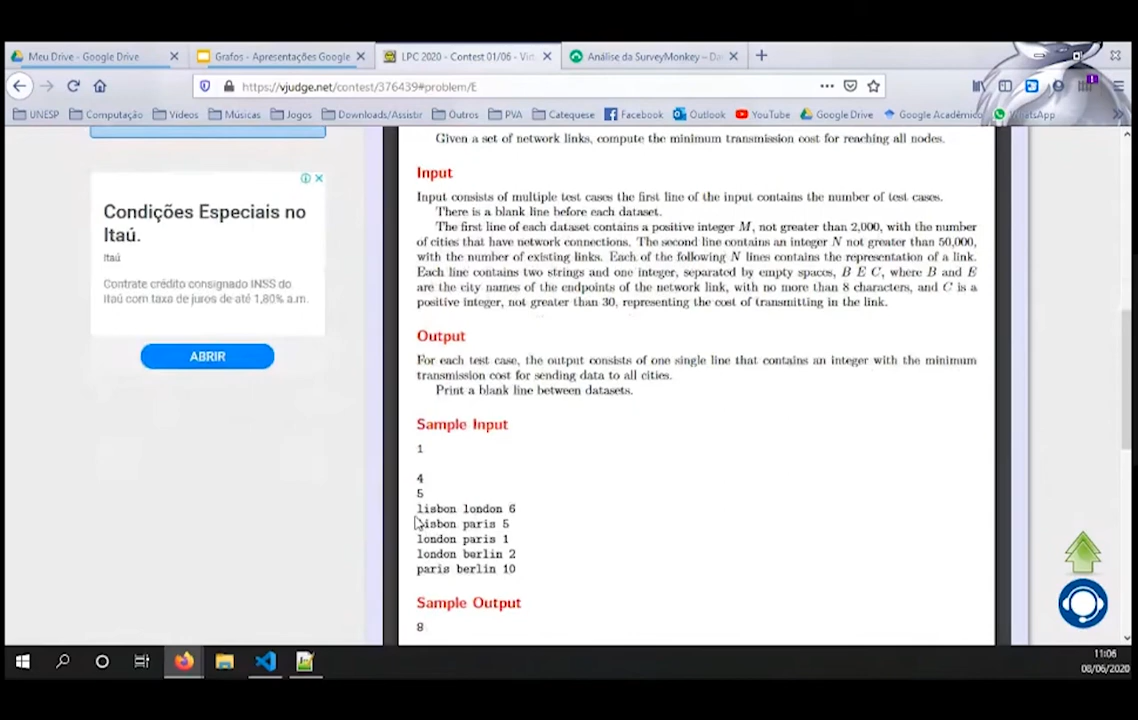 Meu Drive - Google Drive
Grafos - Apresentações Google
LPC 2020 - Contest 01/06 - Vir
Análise da SurveyMonkey - Da
https://vjudge.net/contest/376439#problem/E
UNESP
Computação
Videos
Músicas
Jogos
Downloads/Assistir
Outros
PVA
Catequese
Facebook
Outlook
YouTube
Google Drive
Google Acadêmico
WhatsApp
Given a set of network links, compute the minimum transmission cost for reaching all nodes.
Input
Input consists of multiple test cases the first line of the input contains the number of test cases.
There is a blank line before each dataset.
The first line of each dataset contains a positive integer M, not greater than 2,000, with the number
of cities that have network connections. The second line contains an integer N not greater than 50,000,
with the number of existing links. Each of the following N lines contains the representation of a link.
Each line contains two strings and one integer, separated by empty spaces, B E C, where B and E
are the city names of the endpoints of the network link, with no more than 8 characters, and C is a
positive integer, not greater than 30, representing the cost of transmitting in the link.
Output
For each test case, the output consists of one single line that contains an integer with the minimum
transmission cost for sending data to all cities.
Print a blank line between datasets.
Sample Input
1
4
5
lisbon london 6
lisbon paris 5
london paris 1
london berlin 2
paris berlin 10
Sample Output
8
Condições Especiais no
Itaú.
Itaú
Contrate crédito consignado INSS do
Itaú com taxa de juros de até 1,80% a.m.
ABRIR
11:06
08/06/2020